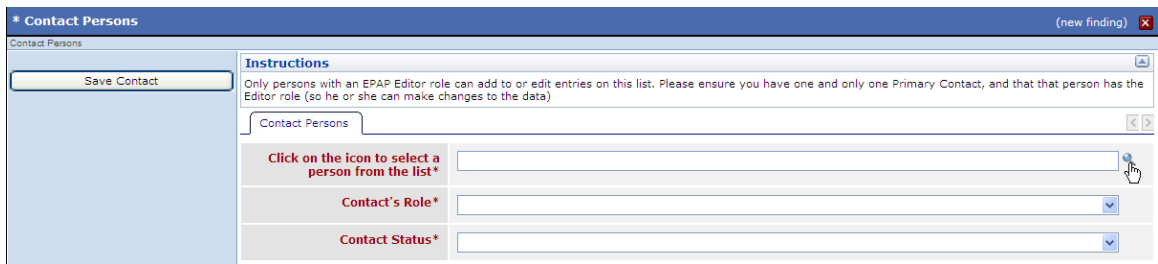 * Contact Persons
(new finding)
Contact Persons
Save Contact
Instructions
Only persons with an EPAP Editor role can add to or edit entries on this list. Please ensure you have one and only one Primary Contact, and that that person has the
Editor role (so he or she can make changes to the data)
Contact Persons
Click on the icon to select a
person from the list*
Contact's Role*
Contact Status*